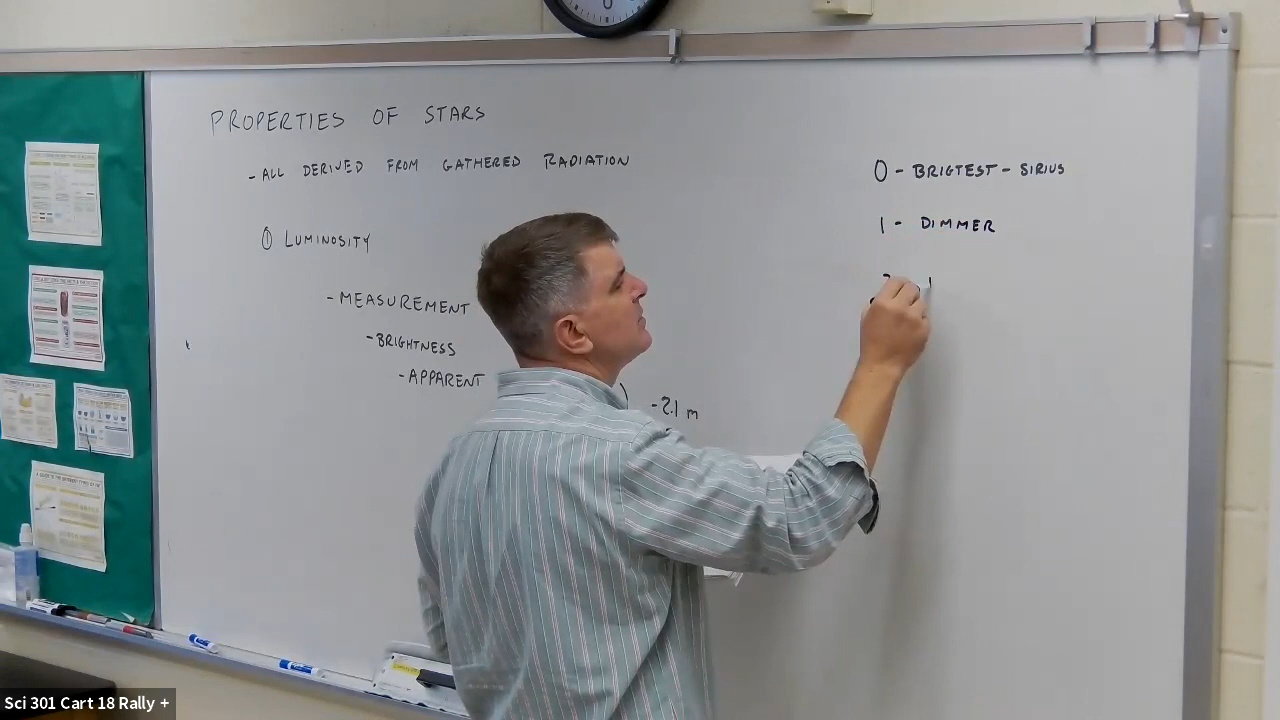 PROPERTIES OF STARS
- ALL DERIVED FROM GATHERED RADIATION
① LUMINOSITY
- MEASUREMENT
- BRIGHTNESS
- APPARENT
-2.1 m
0 - BRIGTEST - SIRIUS
1 - DIMMER
Sci 301 Cart 18 Rally +